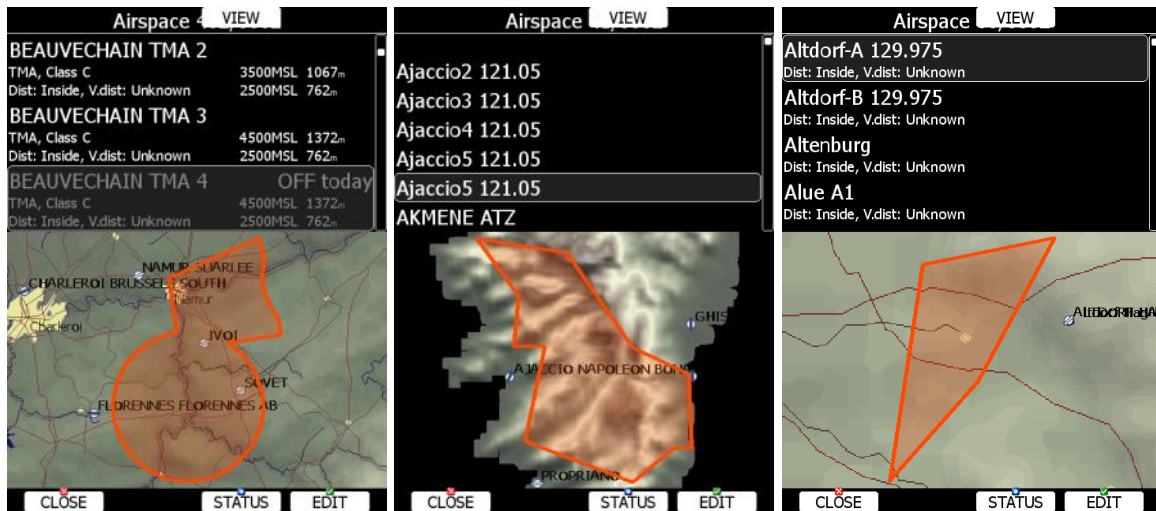 Airspace
VIEW
BEAUVECHAIN TMA 2
TMA, Class C 3500MSL 1067m
Dist: Inside, V.dist: Unknown 2500MSL 762m
BEAUVECHAIN TMA 3
TMA, Class C 4500MSL 1372m
Dist: Inside, V.dist: Unknown 2500MSL 762m
BEAUVECHAIN TMA 4 OFF today
TMA, Class C 4500MSL 1372m
Dist: Inside, V.dist: Unknown 2500MSL 762m
NAMUR SUARLEE
CHARLEROI BRUSSELS SOUTH
Namur
Charleroi
IVOI
SOVET
FLORENNES FLORENNES AB
CLOSE
STATUS
EDIT
Airspace
VIEW
Ajaccio2 121.05
Ajaccio3 121.05
Ajaccio4 121.05
Ajaccio5 121.05
Ajaccio5 121.05
AKMENE ATZ
GHIS
AJACCIO NAPOLEON BONA
PROPRIANO
CLOSE
STATUS
EDIT
Airspace
VIEW
Altdorf-A 129.975
Dist: Inside, V.dist: Unknown
Altdorf-B 129.975
Dist: Inside, V.dist: Unknown
Altenburg
Dist: Inside, V.dist: Unknown
Alue A1
Dist: Inside, V.dist: Unknown
CLOSE
STATUS
EDIT